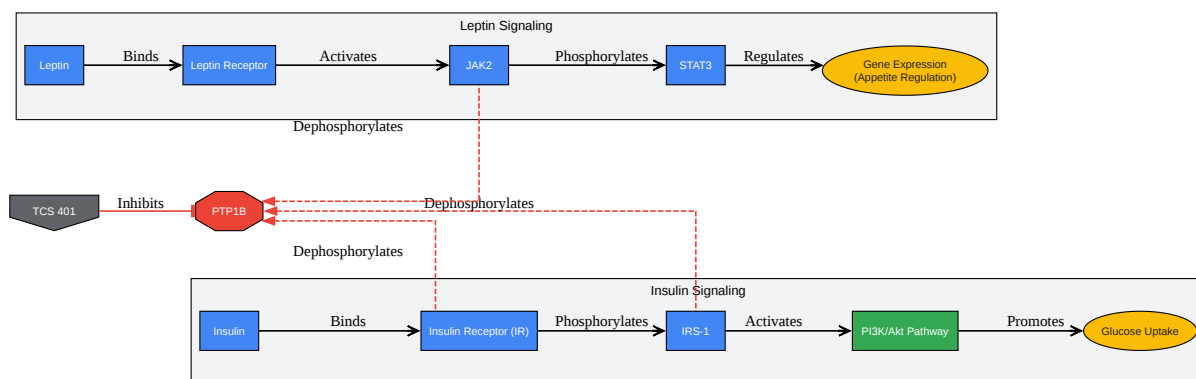 Leptin Signaling
Leptin
Binds
Leptin Receptor
Activates
JAK2
Phosphorylates
STAT3
Regulates
Gene Expression
(Appetite Regulation)
Dephosphorylates
TCS 401
Inhibits
PTP1B
Dephosphorylates
Dephosphorylates
Insulin Signaling
Insulin
Binds
Insulin Receptor (IR)
Phosphorylates
IRS-1
Activates
PI3K/Akt Pathway
Promotes
Glucose Uptake